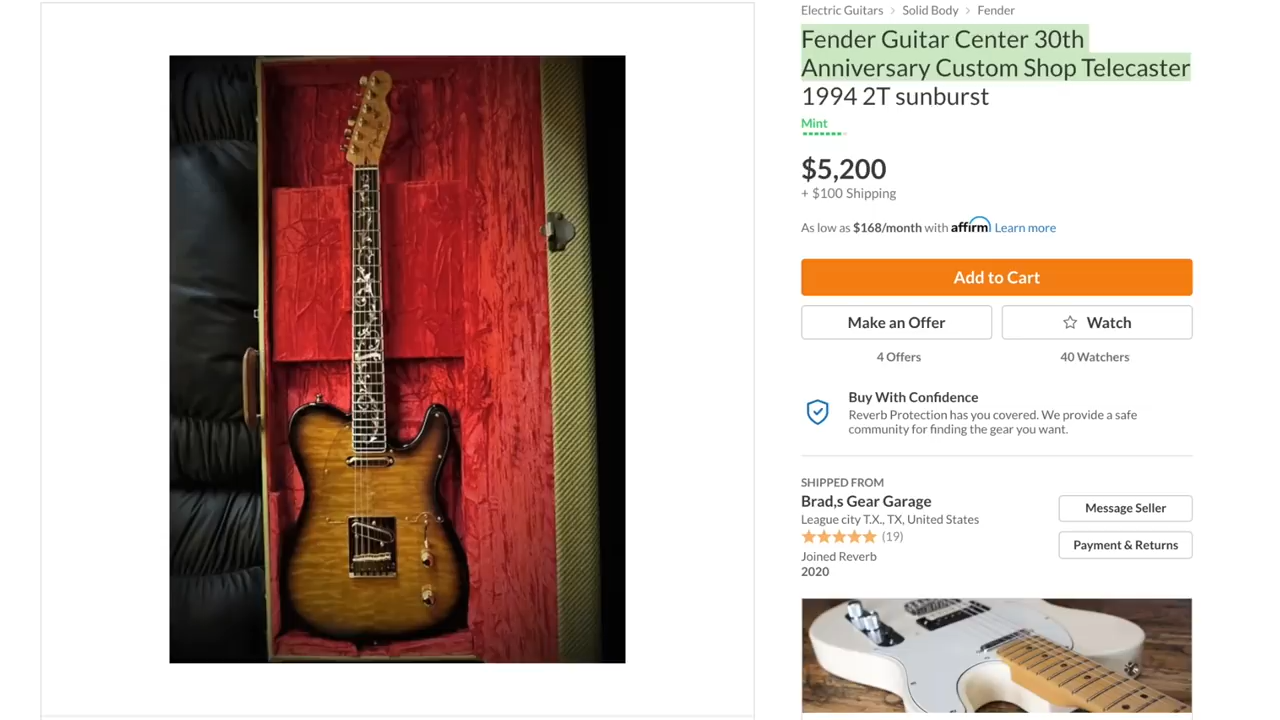 Electric Guitars > Solid Body > Fender
Fender Guitar Center 30th
Anniversary Custom Shop Telecaster
1994 2T sunburst
Mint
$5,200
+ $100 Shipping
As low as $168/month with affirm Learn more
Add to Cart
Make an Offer
Watch
4 Offers
40 Watchers
Buy With Confidence
Reverb Protection has you covered. We provide a safe
community for finding the gear you want.
SHIPPED FROM
Brad,s Gear Garage
League city T.X., TX, United States
(19)
Joined Reverb
2020
Message Seller
Payment & Returns